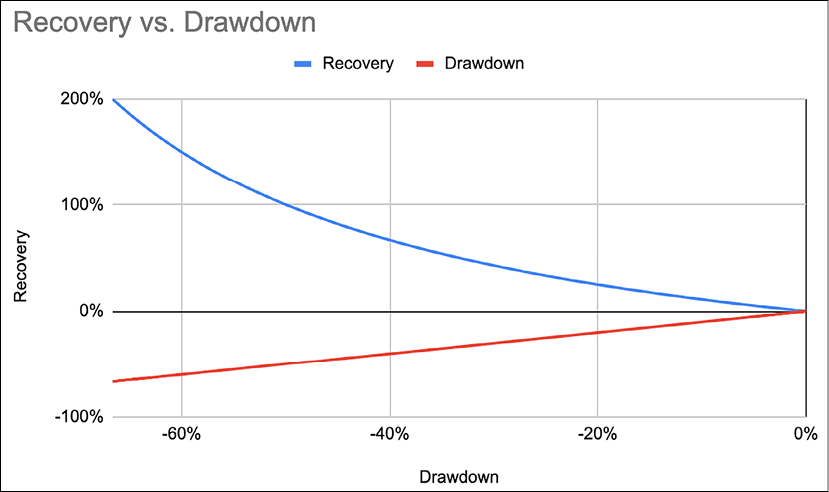 Recovery vs. Drawdown
Recovery Drawdown
200%
100%
0%
-100%
Recovery
-60% -40% -20% 0%
Drawdown